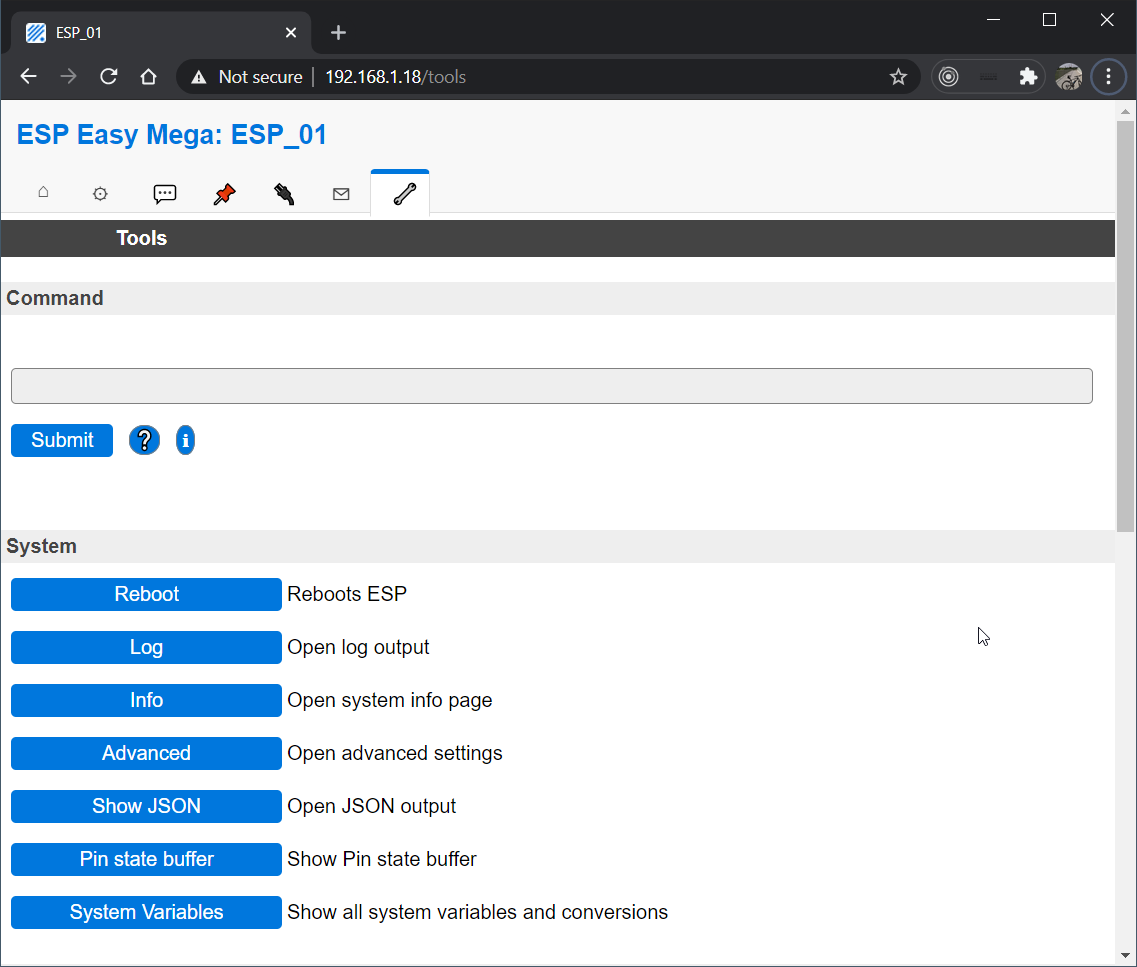 ESP_01
Not secure 192.168.1.18/tools
ESP Easy Mega: ESP_01
Tools
Command
Submit ? i
System
Reboot Reboots ESP
Log Open log output
Info Open system info page
Advanced Open advanced settings
Show JSON Open JSON output
Pin state buffer Show Pin state buffer
System Variables Show all system variables and conversions